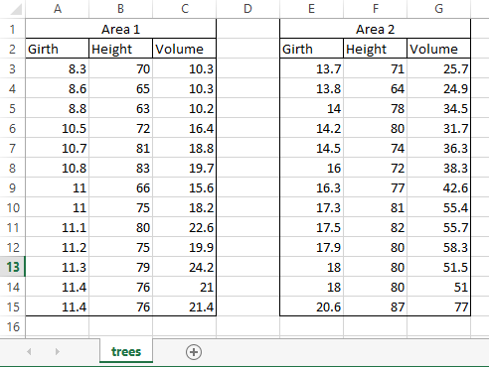 A B C D E F G
1 Area 1 Area 2
2 Girth Height Volume Girth Height Volume
3 8.3 70 10.3 13.7 71 25.7
4 8.6 65 10.3 13.8 64 24.9
5 8.8 63 10.2 14 78 34.5
6 10.5 72 16.4 14.2 80 31.7
7 10.7 81 18.8 14.5 74 36.3
8 10.8 83 19.7 16 72 38.3
9 11 66 15.6 16.3 77 42.6
10 11 75 18.2 17.3 81 55.4
11 11.1 80 22.6 17.5 82 55.7
12 11.2 75 19.9 17.9 80 58.3
13 11.3 79 24.2 18 80 51.5
14 11.4 76 21 18 80 51
15 11.4 76 21.4 20.6 87 77
16
trees